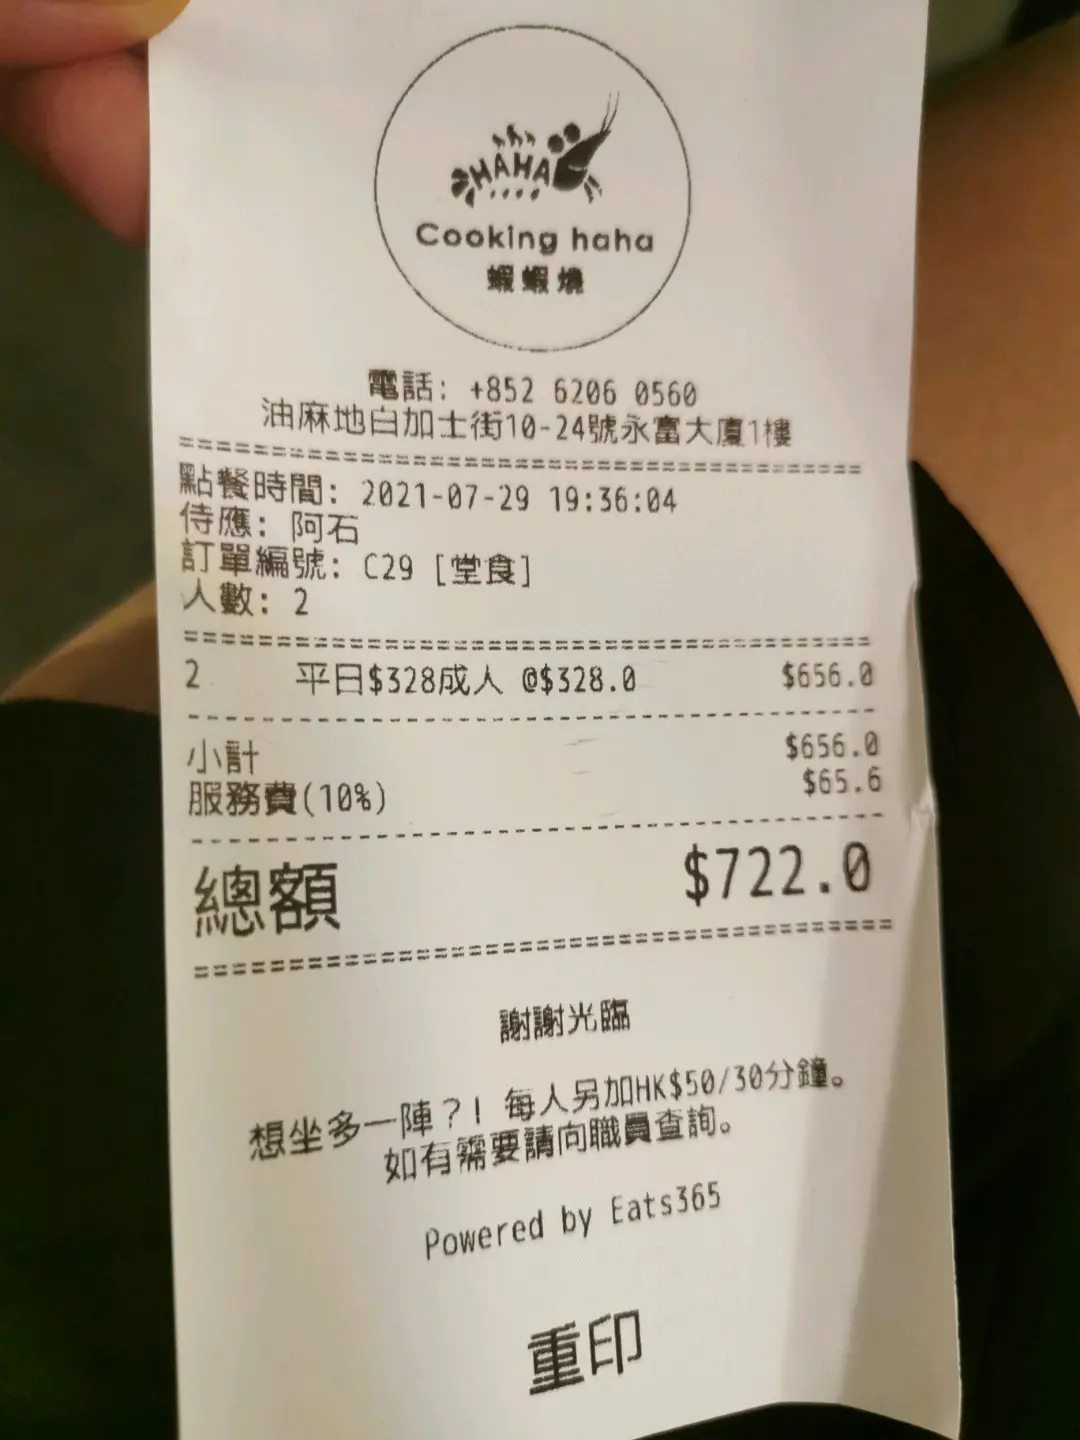 HAHA
Cooking haha
蝦蝦燒
電話: +852 6206 0560
油麻地白加士街10-24號永富大廈1樓
點餐時間: 2021-07-29 19:36:04
侍應: 阿石
訂單編號: C29 [堂食]
人數: 2
2 平日$328成人 @$328.0 $656.0
小計 $656.0
服務費(10%) $65.6
總額 $722.0
謝謝光臨
想坐多一陣？! 每人另加HK$50/30分鐘。
如有需要請向職員查詢。
Powered by Eats365
重印